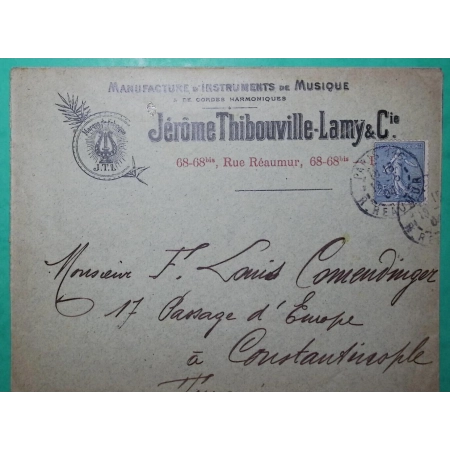 MANUFACTURE D'INSTRUMENTS DE MUSIQUE
& DE CORDES HARMONIQUES
Jérôme Thibouville-Lamy & Cie.
68-68bis, Rue Réaumur, 68-68bis
J.T.L.
R. REAUMUR
Monsieur F. Louis Comendinger
17 Passage d'Europe
à Constantinople